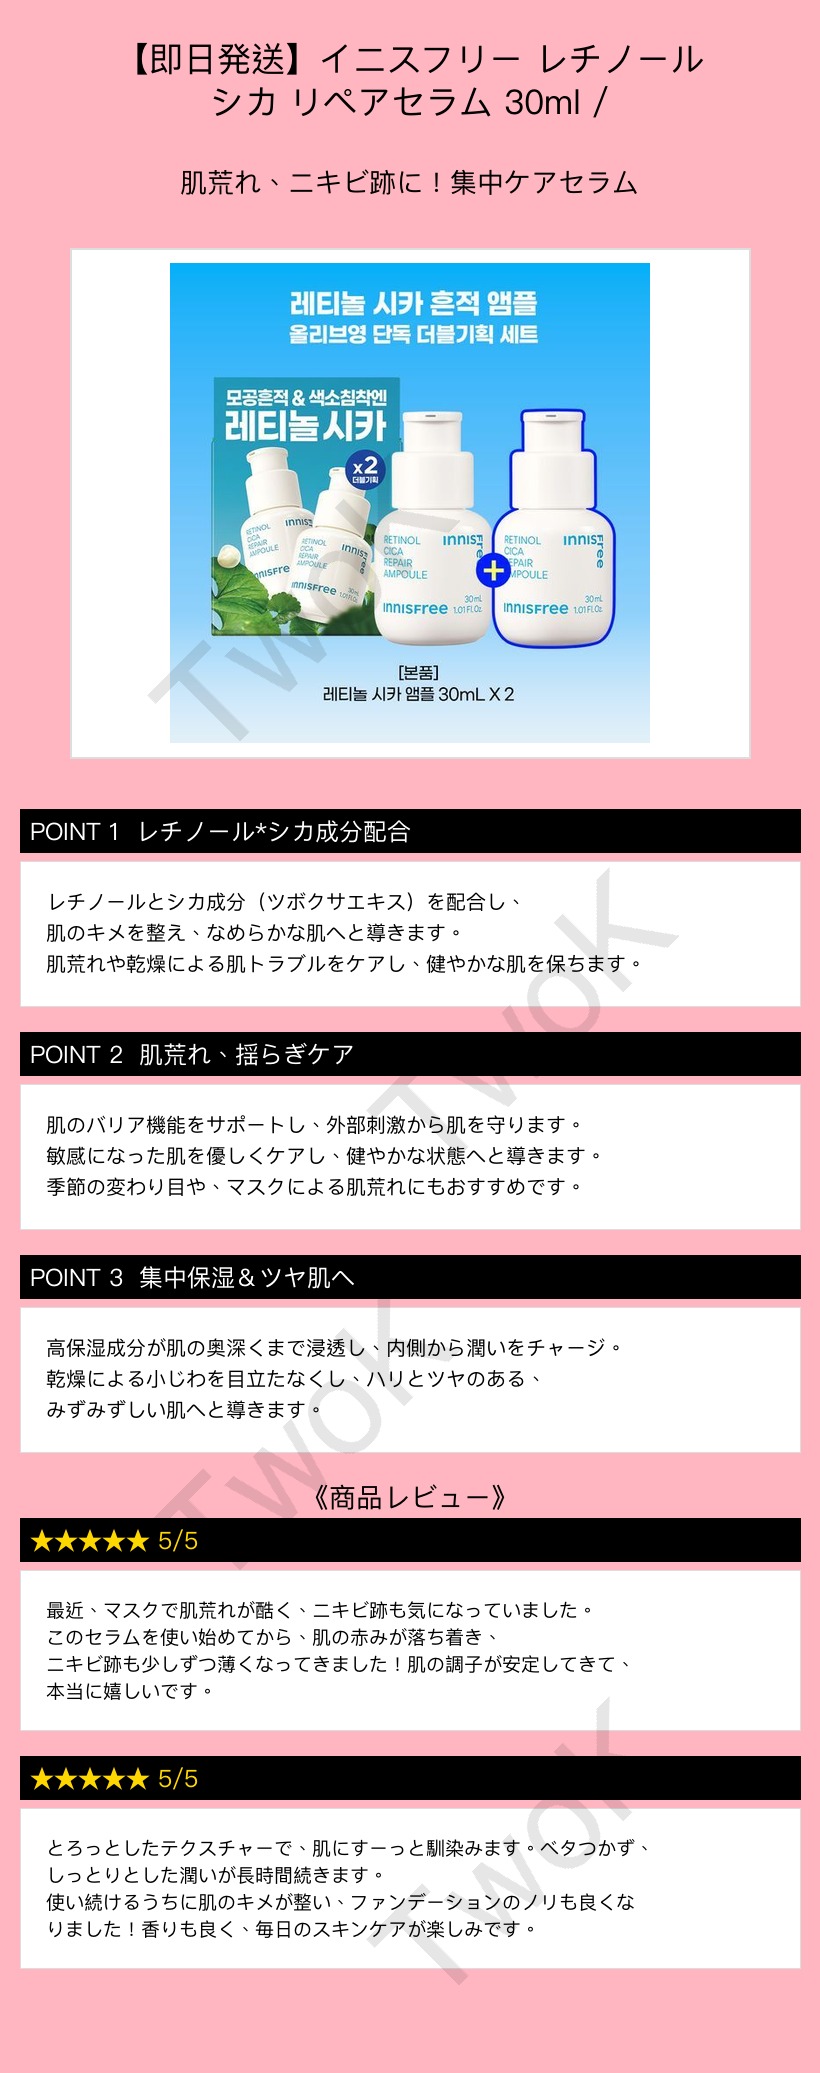 【即日発送】イニスフリー レチノール
シカ リペアセラム 30ml /
肌荒れ、ニキビ跡に！集中ケアセラム
레티놀 시카 흔적 앰플
올리브영 단독 더블기획 세트
모공흔적 & 색소침착엔
레티놀 시카
x2
더블기획
RETINOL
CICA
REPAIR
AMPOULE
innisfree
innisfree
30mL
1.01 Fl.Oz.
RETINOL
CICA
REPAIR
AMPOULE
innisfree
innisfree
30mL
1.01 Fl.Oz.
RETINOL
CICA
REPAIR
AMPOULE
innisfree
innisfree
30mL
1.01 Fl.Oz.
+
[본품]
레티놀 시카 앰플 30mL X 2
POINT 1 レチノール*シカ成分配合
レチノールとシカ成分（ツボクサエキス）を配合し、
肌のキメを整え、なめらかな肌へと導きます。
肌荒れや乾燥による肌トラブルをケアし、健やかな肌を保ちます。
POINT 2 肌荒れ、揺らぎケア
肌のバリア機能をサポートし、外部刺激から肌を守ります。
敏感になった肌を優しくケアし、健やかな状態へと導きます。
季節の変わり目や、マスクによる肌荒れにもおすすめです。
POINT 3 集中保湿＆ツヤ肌へ
高保湿成分が肌の奥深くまで浸透し、内側から潤いをチャージ。
乾燥による小じわを目立たなくし、ハリとツヤのある、
みずみずしい肌へと導きます。
《商品レビュー》
★★★★★ 5/5
最近、マスクで肌荒れが酷く、ニキビ跡も気になっていました。
このセラムを使い始めてから、肌の赤みが落ち着き、
ニキビ跡も少しずつ薄くなってきました！肌の調子が安定してきて、
本当に嬉しいです。
★★★★★ 5/5
とろっとしたテクスチャーで、肌にすーっと馴染みます。ベタつかず、
しっとりとした潤いが長時間続きます。
使い続けるうちに肌のキメが整い、ファンデーションのノリも良くな
りました！香りも良く、毎日のスキンケアが楽しみです。
TwoK
TwoK
TwoK
TwoK